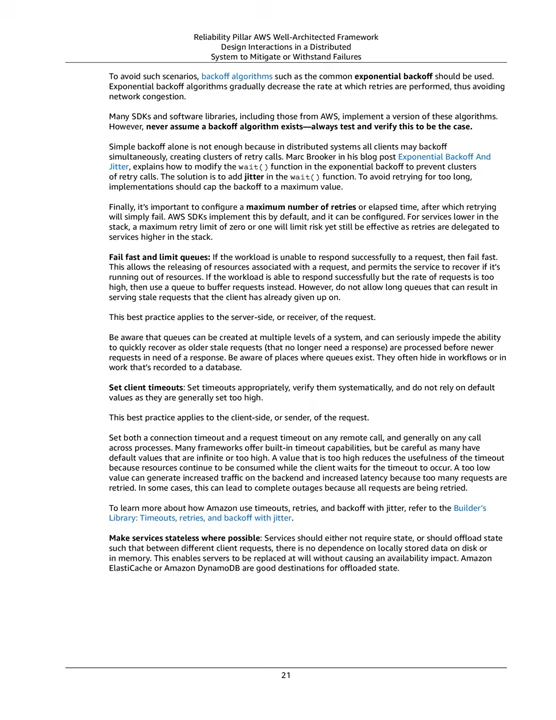 Reliability Pillar AWS Well-Architected Framework
Design Interactions in a Distributed
System to Mitigate or Withstand Failures
To avoid such scenarios, backoff algorithms such as the common exponential backoff should be used.
Exponential backoff algorithms gradually decrease the rate at which retries are performed, thus avoiding
network congestion.
Many SDKs and software libraries, including those from AWS, implement a version of these algorithms.
However, never assume a backoff algorithm exists—always test and verify this to be the case.
Simple backoff alone is not enough because in distributed systems all clients may backoff
simultaneously, creating clusters of retry calls. Marc Brooker in his blog post Exponential Backoff And
Jitter, explains how to modify the wait() function in the exponential backoff to prevent clusters
of retry calls. The solution is to add jitter in the wait() function. To avoid retrying for too long,
implementations should cap the backoff to a maximum value.
Finally, it's important to configure a maximum number of retries or elapsed time, after which retrying
will simply fail. AWS SDKs implement this by default, and it can be configured. For services lower in the
stack, a maximum retry limit of zero or one will limit risk yet still be effective as retries are delegated to
services higher in the stack.
Fail fast and limit queues: If the workload is unable to respond successfully to a request, then fail fast.
This allows the releasing of resources associated with a request, and permits the service to recover if it's
running out of resources. If the workload is able to respond successfully but the rate of requests is too
high, then use a queue to buffer requests instead. However, do not allow long queues that can result in
serving stale requests that the client has already given up on.
This best practice applies to the server-side, or receiver, of the request.
Be aware that queues can be created at multiple levels of a system, and can seriously impede the ability
to quickly recover as older stale requests (that no longer need a response) are processed before newer
requests in need of a response. Be aware of places where queues exist. They often hide in workflows or in
work that's recorded to a database.
Set client timeouts: Set timeouts appropriately, verify them systematically, and do not rely on default
values as they are generally set too high.
This best practice applies to the client-side, or sender, of the request.
Set both a connection timeout and a request timeout on any remote call, and generally on any call
across processes. Many frameworks offer built-in timeout capabilities, but be careful as many have
default values that are infinite or too high. A value that is too high reduces the usefulness of the timeout
because resources continue to be consumed while the client waits for the timeout to occur. A too low
value can generate increased traffic on the backend and increased latency because too many requests are
retried. In some cases, this can lead to complete outages because all requests are being retried.
To learn more about how Amazon use timeouts, retries, and backoff with jitter, refer to the Builder's
Library: Timeouts, retries, and backoff with jitter.
Make services stateless where possible: Services should either not require state, or should offload state
such that between different client requests, there is no dependence on locally stored data on disk or
in memory. This enables servers to be replaced at will without causing an availability impact. Amazon
ElastiCache or Amazon DynamoDB are good destinations for offloaded state.
21